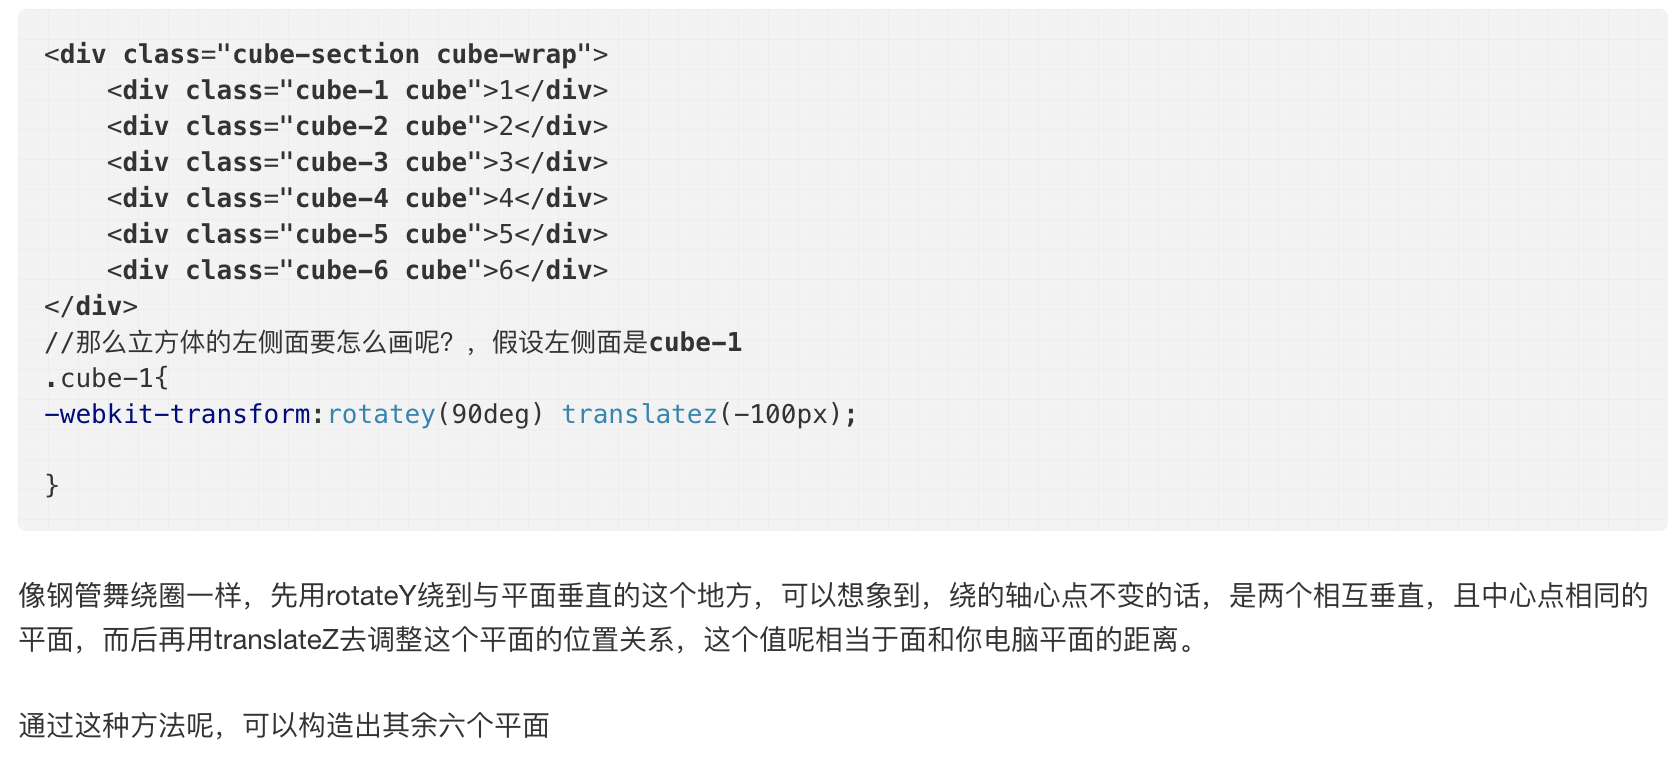 <div class="cube-section cube-wrap">
    <div class="cube-1 cube">1</div>
    <div class="cube-2 cube">2</div>
    <div class="cube-3 cube">3</div>
    <div class="cube-4 cube">4</div>
    <div class="cube-5 cube">5</div>
    <div class="cube-6 cube">6</div>
</div>
//那么立方体的左侧面要怎么画呢？，假设左侧面是cube-1
.cube-1{
-webkit-transform:rotatey(90deg) translatez(-100px);
}
像钢管舞绕圈一样，先用rotateY绕到与平面垂直的这个地方，可以想象到，绕的轴心点不变的话，是两个相互垂直，且中心点相同的
平面，而后再用translateZ去调整这个平面的位置关系，这个值呢相当于面和你电脑平面的距离。
通过这种方法呢，可以构造出其余六个平面